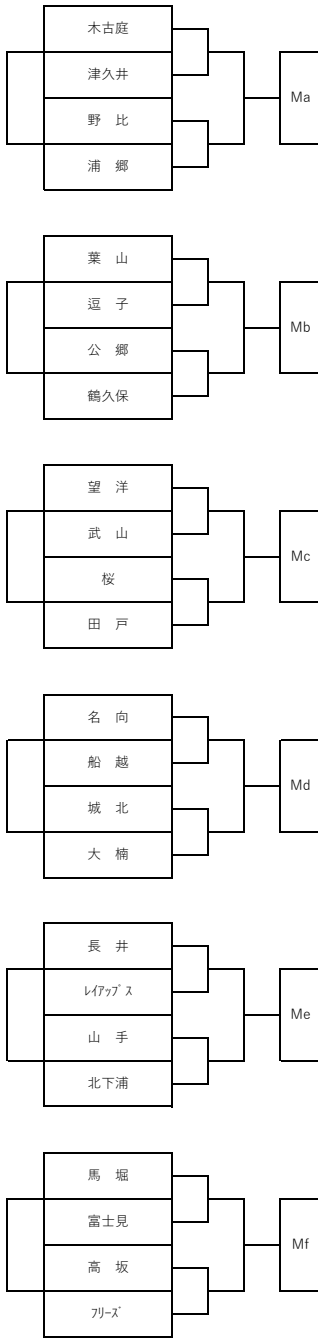 木古庭
津久井
Ma
野　比
浦　郷
葉　山
逗　子
Mb
公　郷
鶴久保
望　洋
武　山
Mc
桜
田　戸
名　向
船　越
Md
城　北
大　楠
長　井
ﾚｲｱｯﾌﾟｽ
Me
山　手
北下浦
馬　堀
富士見
Mf
高　坂
ﾌﾘｰｽﾞ